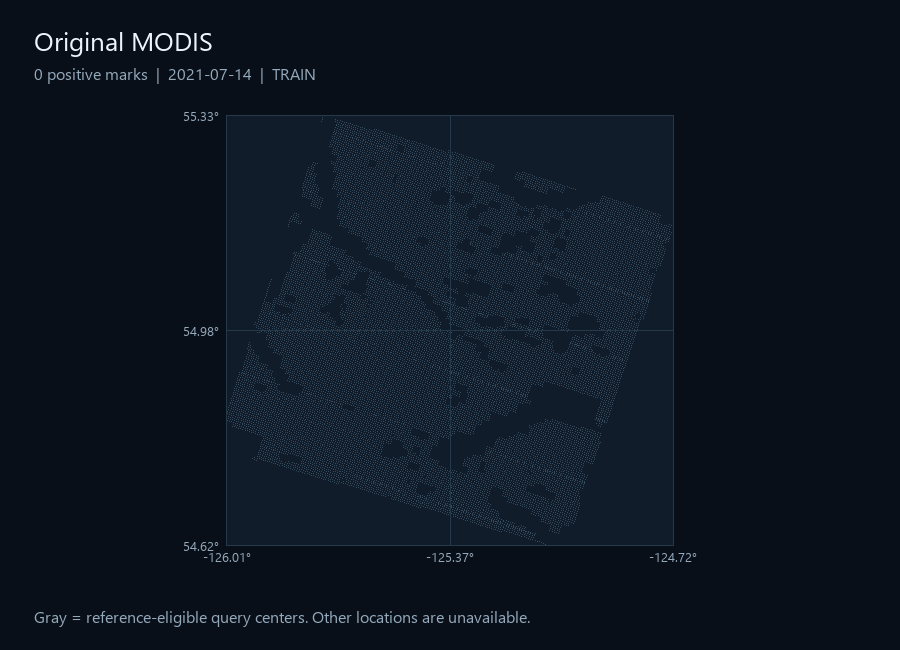 Original MODIS
0 positive marks | 2021-07-14 | TRAIN
55.33°
54.98°
54.62°
-126.01°
-125.37°
-124.72°
Gray = reference-eligible query centers. Other locations are unavailable.